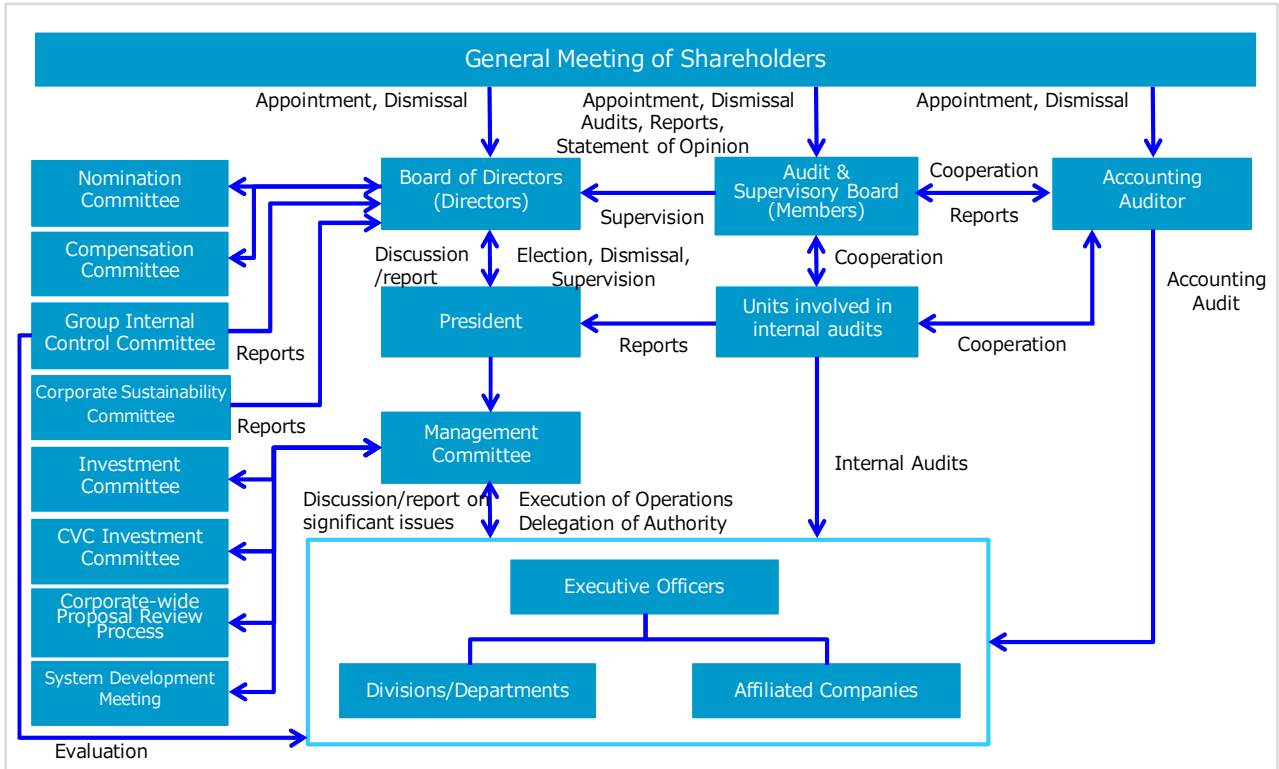 General Meeting of Shareholders
Appointment, Dismissal
Appointment, Dismissal
Audits, Reports,
Statement of Opinion
Appointment, Dismissal
Nomination
Committee
Board of Directors
(Directors)
Audit &
Supervisory Board
(Members)
Cooperation
Reports
Accounting
Auditor
Supervision
Compensation
Committee
Discussion
/report
Election, Dismissal,
Supervision
Cooperation
Accounting
Audit
Group Internal
Control Committee
Reports
President
Reports
Units involved in
internal audits
Cooperation
Corporate Sustainability
Committee
Reports
Management
Committee
Investment
Committee
Internal Audits
Discussion/report on
significant issues
Execution of Operations
Delegation of Authority
CVC Investment
Committee
Executive Officers
Corporate-wide
Proposal Review
Process
System Development
Meeting
Divisions/Departments
Affiliated Companies
Evaluation